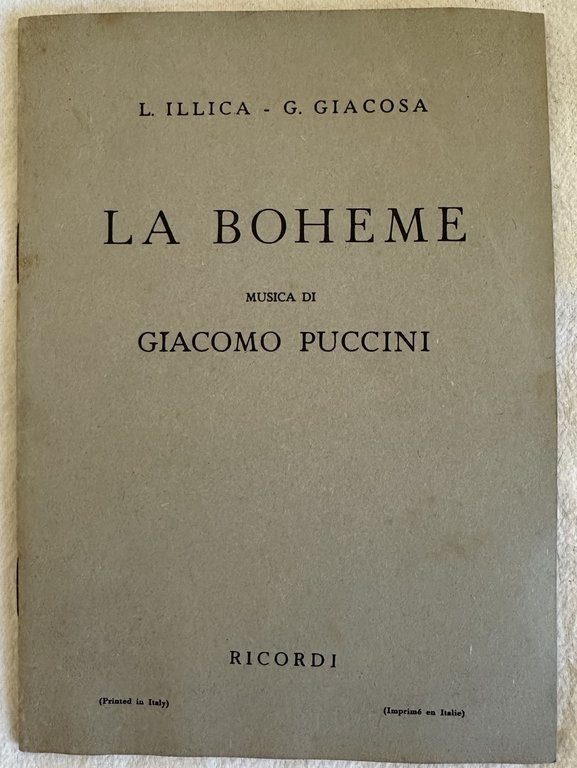 L. ILLICA - G. GIACOSA
LA BOHEME
MUSICA DI
GIACOMO PUCCINI
RICORDI
(Printed in Italy) (Imprimé en Italie)